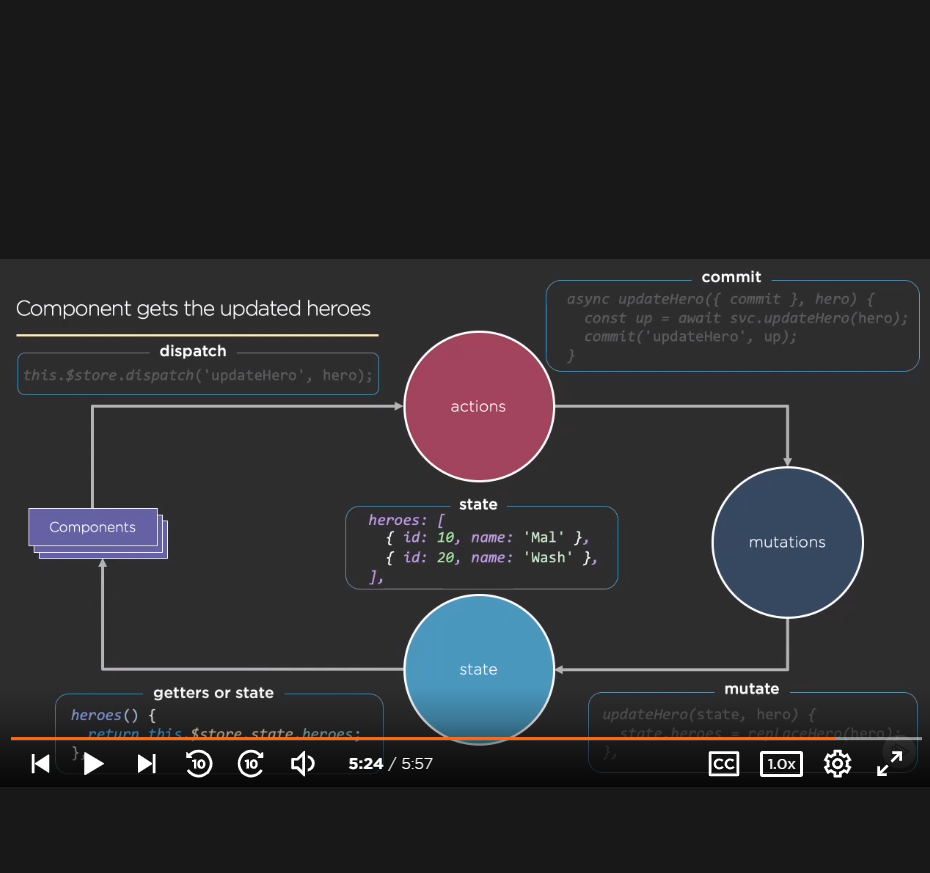 commit
async updateHero({ commit }, hero) {
const up = await svc.updateHero(hero);
commit('updateHero', up);
}
Component gets the updated heroes
dispatch
this.$store.dispatch('updateHero', hero);
actions
state
heroes: [
{ id: 10, name: 'Mal' },
{ id: 20, name: 'Wash' },
],
Components
mutations
state
getters or state
heroes() {
return this.$store.state.heroes;
},
mutate
updateHero(state, hero) {
state.heroes = replaceHero(hero);
},
10
10
5:24 / 5:57
CC
1.0x